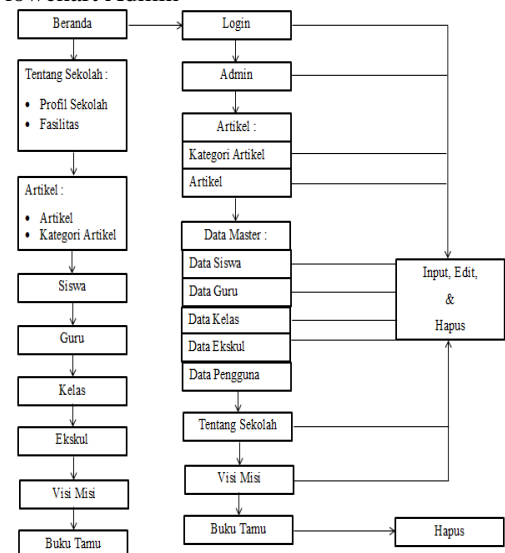 Beranda
Tentang Sekolah :
• Profil Sekolah
• Fasilitas
Artikel :
• Artikel
• Kategori Artikel
Siswa
Guru
Kelas
Ekskul
Visi Misi
Buku Tamu
Login
Admin
Artikel :
Kategori Artikel
Artikel
Data Master :
Data Siswa
Data Guru
Data Kelas
Data Ekskul
Data Pengguna
Tentang Sekolah
Visi Misi
Buku Tamu
Input, Edit,
&
Hapus
Hapus